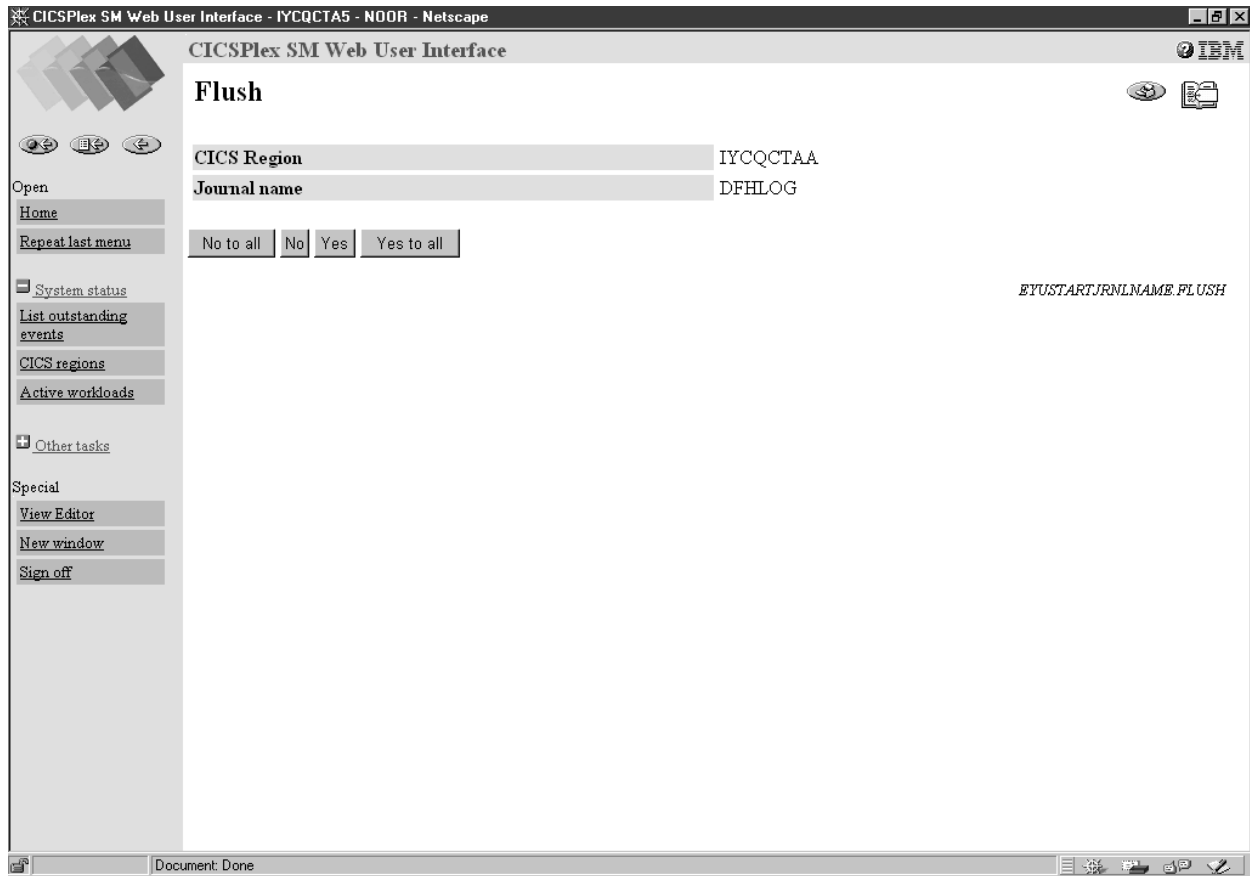 CICSPlex SM Web User Interface - IYCQCTA5 - NOOR - Netscape
CICSPlex SM Web User Interface
IBM
Flush
CICS Region IYCQCTAA
Journal name DFHLOG
No to all No Yes Yes to all
EYUSTARTJRNLNAME.FLUSH
Open
Home
Repeat last menu
System status
List outstanding
events
CICS regions
Active workloads
Other tasks
Special
View Editor
New window
Sign off
Document: Done